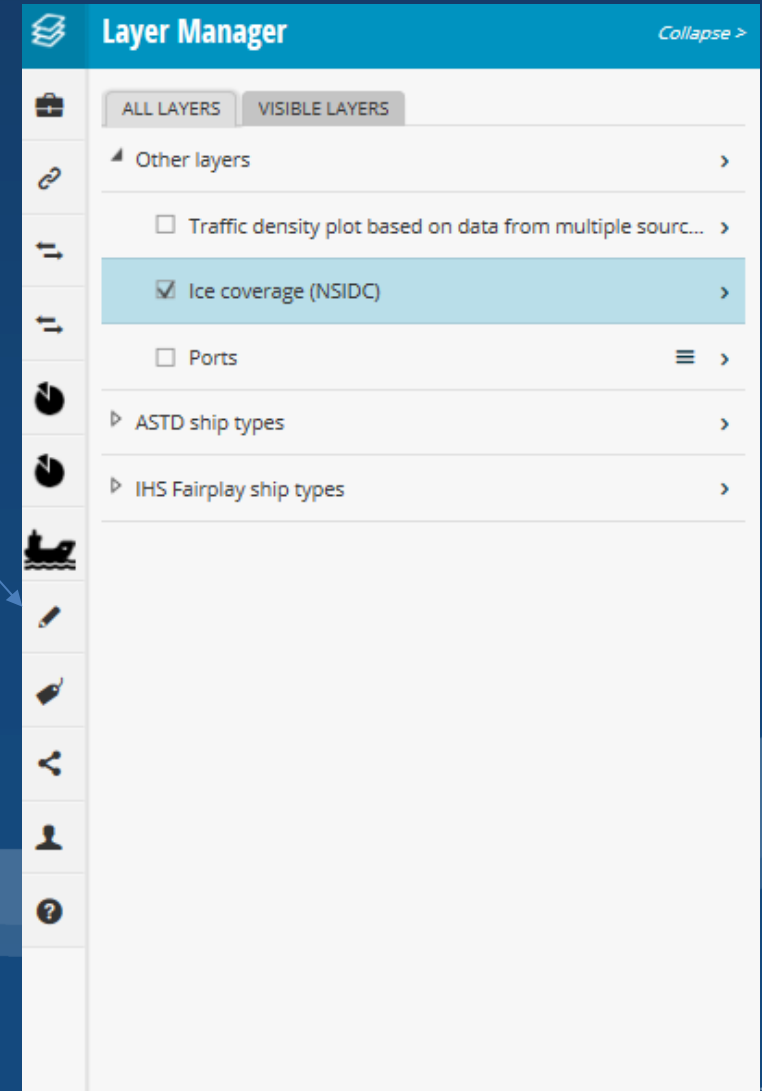 Layer Manager
Collapse >
ALL LAYERS
VISIBLE LAYERS
Other layers
Traffic density plot based on data from multiple sourc...
Ice coverage (NSIDC)
Ports
ASTD ship types
IHS Fairplay ship types